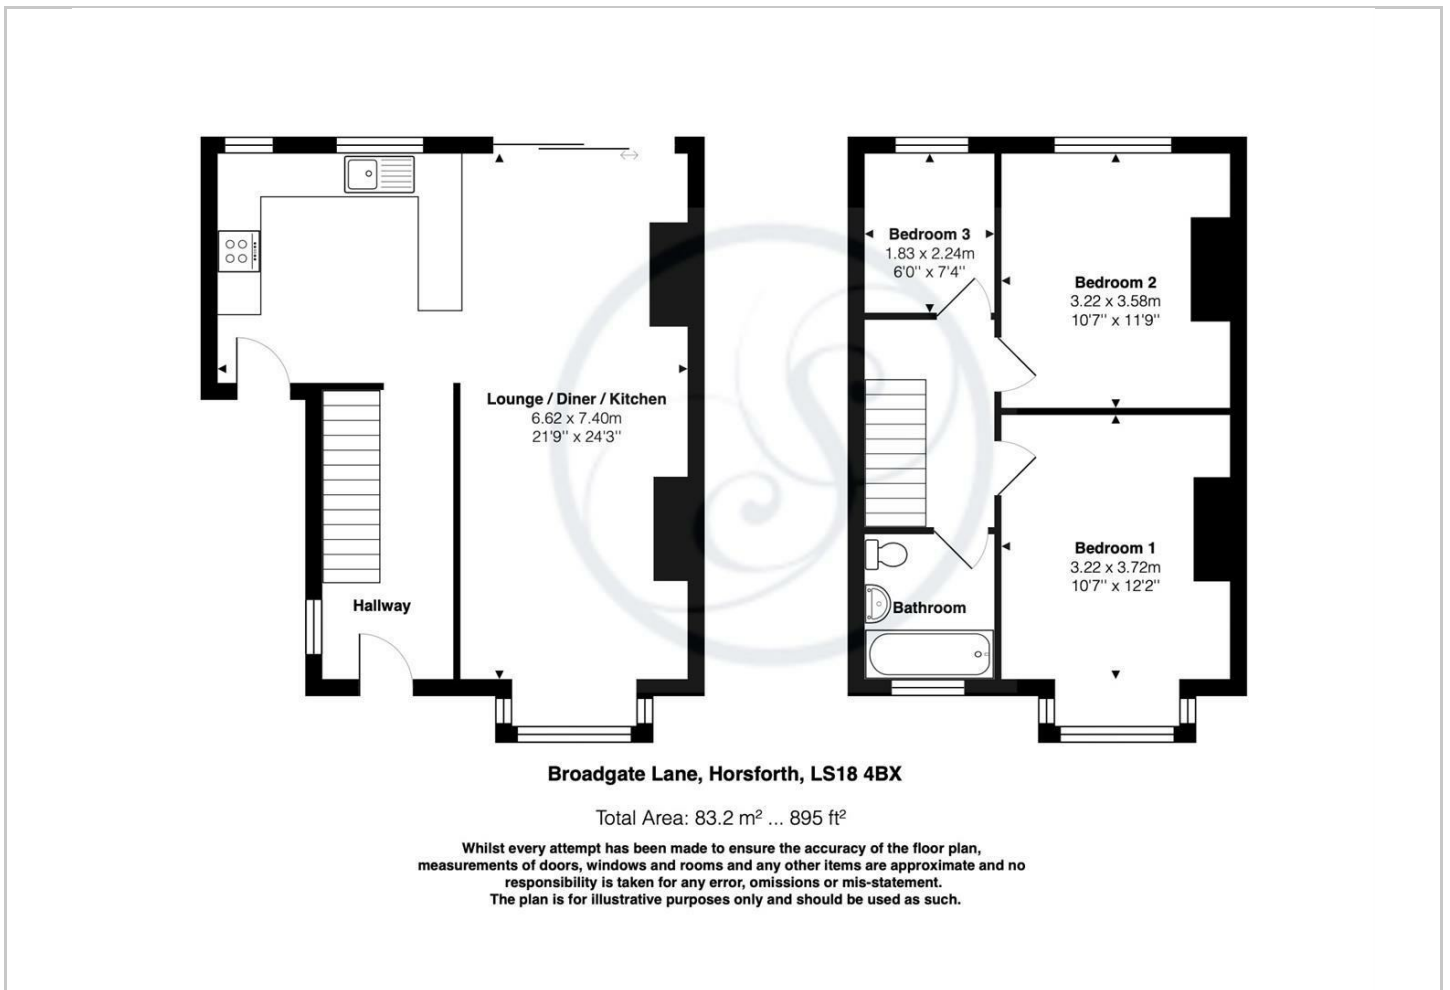 Bedroom 3
1.83 x 2.24m
6'0'' x 7'4''
Bedroom 2
3.22 x 3.58m
10'7'' x 11'9''
Lounge / Diner / Kitchen
6.62 x 7.40m
21'9'' x 24'3''
Bedroom 1
3.22 x 3.72m
10'7'' x 12'2''
Hallway
Bathroom
Broadgate Lane, Horsforth, LS18 4BX
Total Area: 83.2 m² ... 895 ft²
Whilst every attempt has been made to ensure the accuracy of the floor plan,
measurements of doors, windows and rooms and any other items are approximate and no
responsibility is taken for any error, omissions or mis-statement.
The plan is for illustrative purposes only and should be used as such.